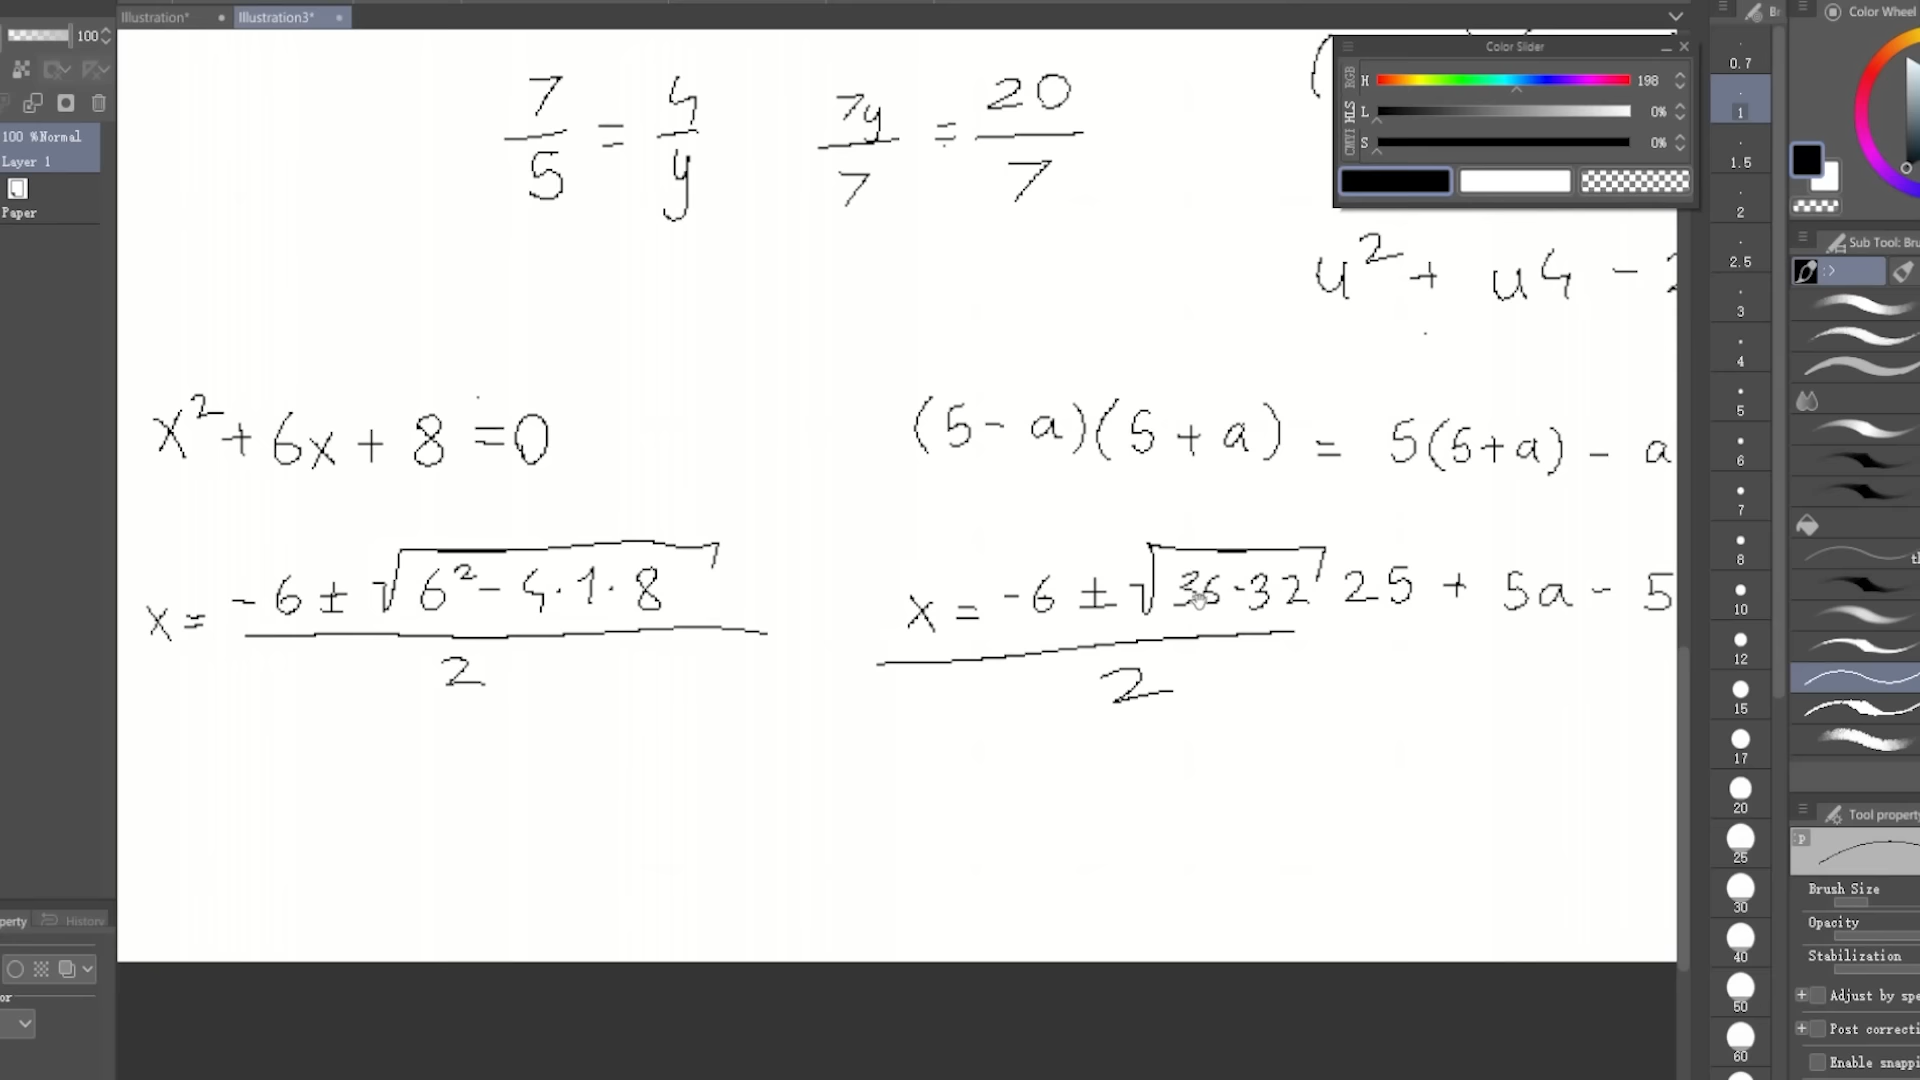 Illustration*
Illustration3*
100
100 %Normal
Layer 1
Paper
7/5 = 4/y
7y/7 = 20/7
Color Slider
RGB
HLS
CMYK
H 198
L 0%
S 0%
u² + u4 -
x² + 6x + 8 = 0
(5 - a)(5 + a) = 5(5+a) - a
x = -6 ± √6² - 4·1·8 / 2
x = -6 ± √36-32 / 2
25 + 5a - 5
History
Color Wheel
0.7
1
1.5
2
2.5
3
4
5
6
7
8
10
12
15
17
20
25
30
40
50
60
Sub Tool: Bru
Tool property
Brush Size
Opacity
Stabilization
Adjust by spe
Post correcti
Enable snappi